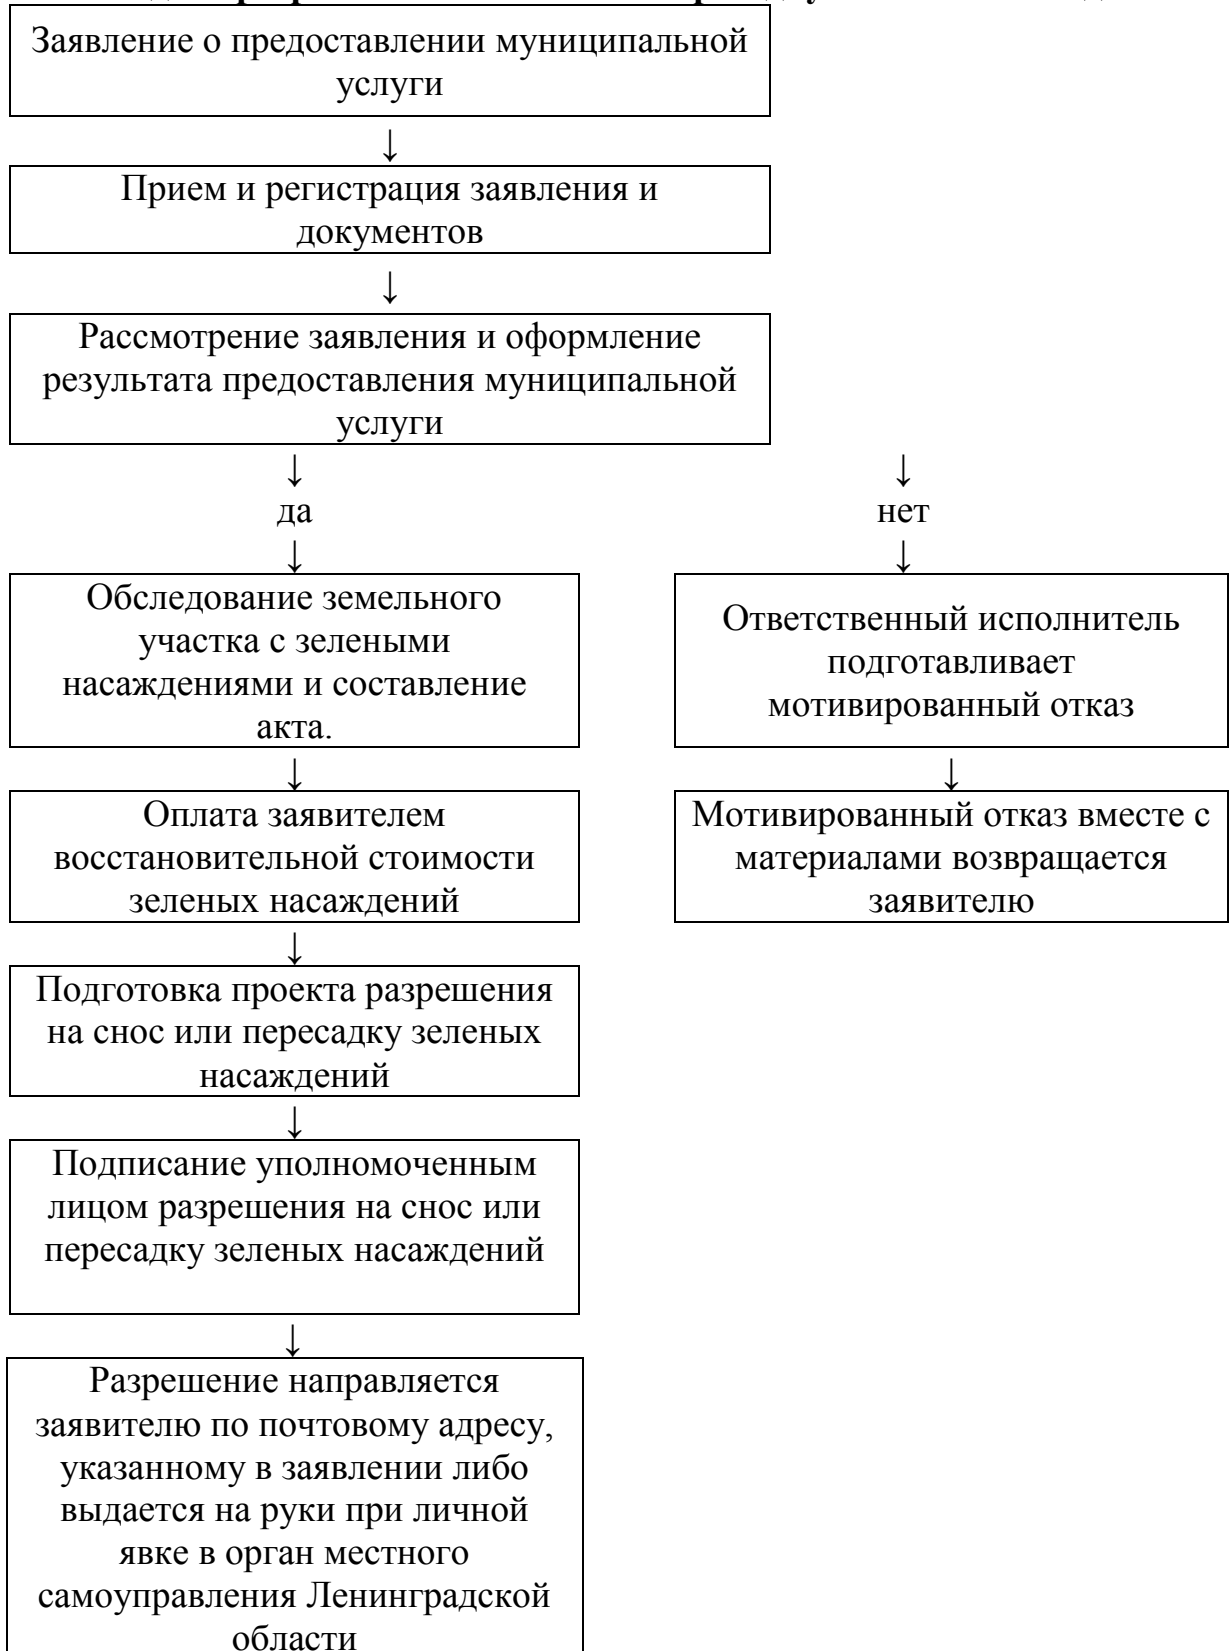 Заявление о предоставлении муниципальной
услуги
↓
Прием и регистрация заявления и
документов
↓
Рассмотрение заявления и оформление
результата предоставления муниципальной
услуги
↓ ↓
да нет
↓ ↓
Обследование земельного
участка с зелеными
насаждениями и составление
акта.
Ответственный исполнитель
подготавливает
мотивированный отказ
↓ ↓
Оплата заявителем
восстановительной стоимости
зеленых насаждений
Мотивированный отказ вместе с
материалами возвращается
заявителю
↓
Подготовка проекта разрешения
на снос или пересадку зеленых
насаждений
↓
Подписание уполномоченным
лицом разрешения на снос или
пересадку зеленых насаждений
↓
Разрешение направляется
заявителю по почтовому адресу,
указанному в заявлении либо
выдается на руки при личной
явке в орган местного
самоуправления Ленинградской
области